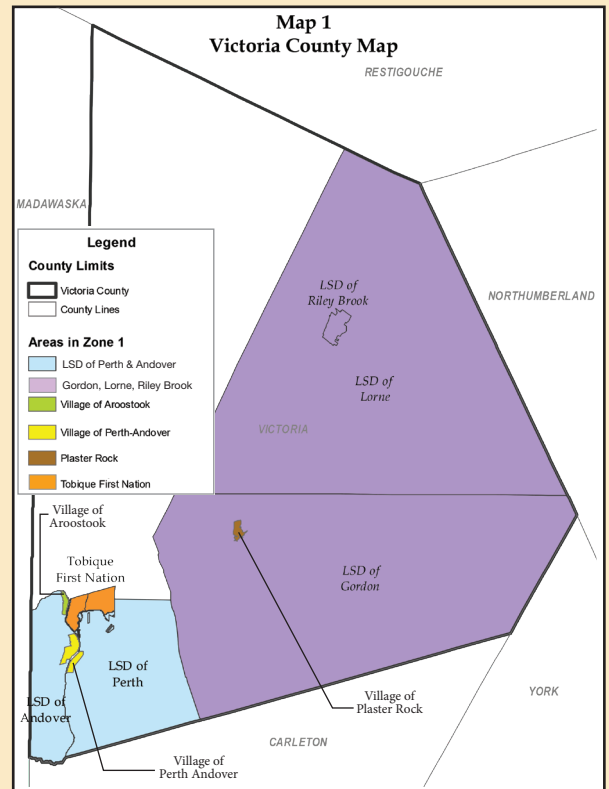 Map 1
Victoria County Map
RESTIGOUCHE
MADAWASKA
Legend
County Limits
Victoria County
County Lines
Areas in Zone 1
LSD of Perth & Andover
Gordon, Lorne, Riley Brook
Village of Aroostook
Village of Perth-Andover
Plaster Rock
Tobique First Nation
LSD of
Riley Brook
NORTHUMBERLAND
LSD of
Lorne
VICTORIA
Village of
Aroostook
Tobique
First Nation
LSD of
Gordon
LSD of
Perth
LSD of
Andover
Village of
Plaster Rock
YORK
CARLETON
Village of
Perth Andover